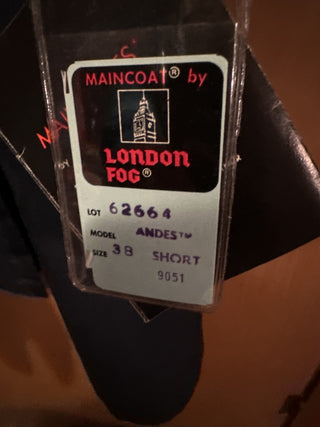 MAINCOAT® by
LONDON
FOG®
LOT 62664
MODEL ANDES™
SIZE 38 SHORT
9051